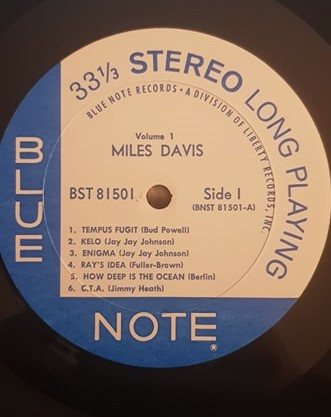 33⅓ STEREO LONG PLAYING
BLUE NOTE RECORDS • A DIVISION OF LIBERTY RECORDS, INC.
Volume 1
MILES DAVIS
BST 81501
Side I
(BNST 81501-A)
1. TEMPUS FUGIT (Bud Powell)
2. KELO (Jay Jay Johnson)
3. ENIGMA (Jay Jay Johnson)
4. RAY'S IDEA (Fuller-Brown)
5. HOW DEEP IS THE OCEAN (Berlin)
6. C.T.A. (Jimmy Heath)
BLUE
NOTE®